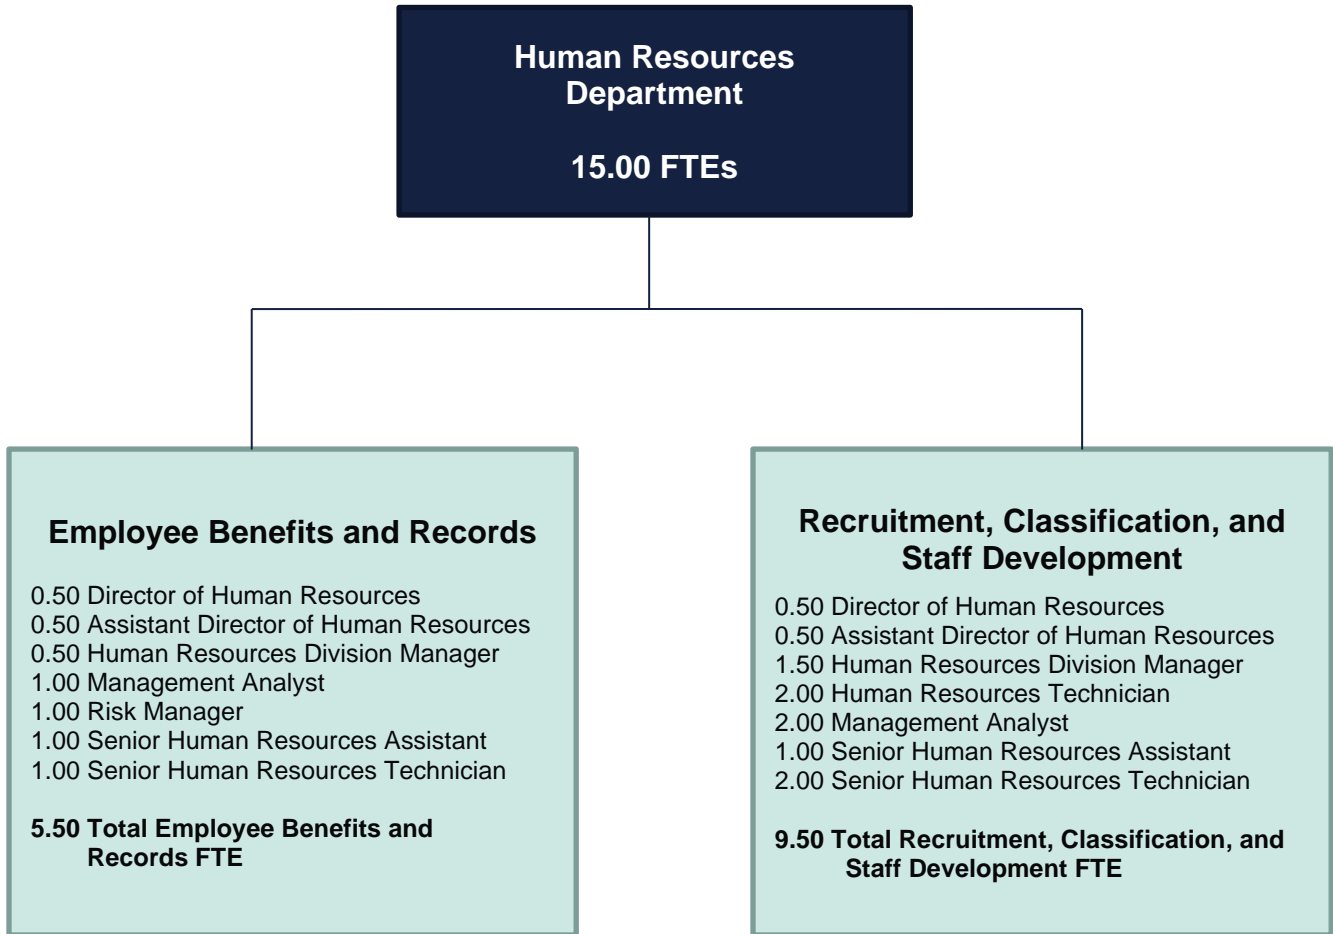 Human Resources
Department
15.00 FTEs
Employee Benefits and Records
0.50 Director of Human Resources
0.50 Assistant Director of Human Resources
0.50 Human Resources Division Manager
1.00 Management Analyst
1.00 Risk Manager
1.00 Senior Human Resources Assistant
1.00 Senior Human Resources Technician
5.50 Total Employee Benefits and
Records FTE
Recruitment, Classification, and
Staff Development
0.50 Director of Human Resources
0.50 Assistant Director of Human Resources
1.50 Human Resources Division Manager
2.00 Human Resources Technician
2.00 Management Analyst
1.00 Senior Human Resources Assistant
2.00 Senior Human Resources Technician
9.50 Total Recruitment, Classification, and
Staff Development FTE